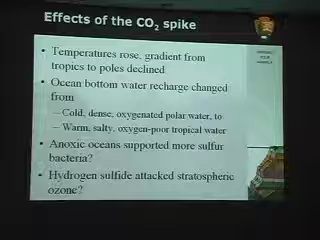 Effects of the CO2 spike
• Temperatures rose, gradient from
tropics to poles declined
• Ocean bottom water recharge changed
from
– Cold, dense, oxygenated polar water, to
– Warm, salty, oxygen-poor tropical water
• Anoxic oceans supported more sulfur
bacteria?
• Hydrogen sulfide attacked stratospheric
ozone?